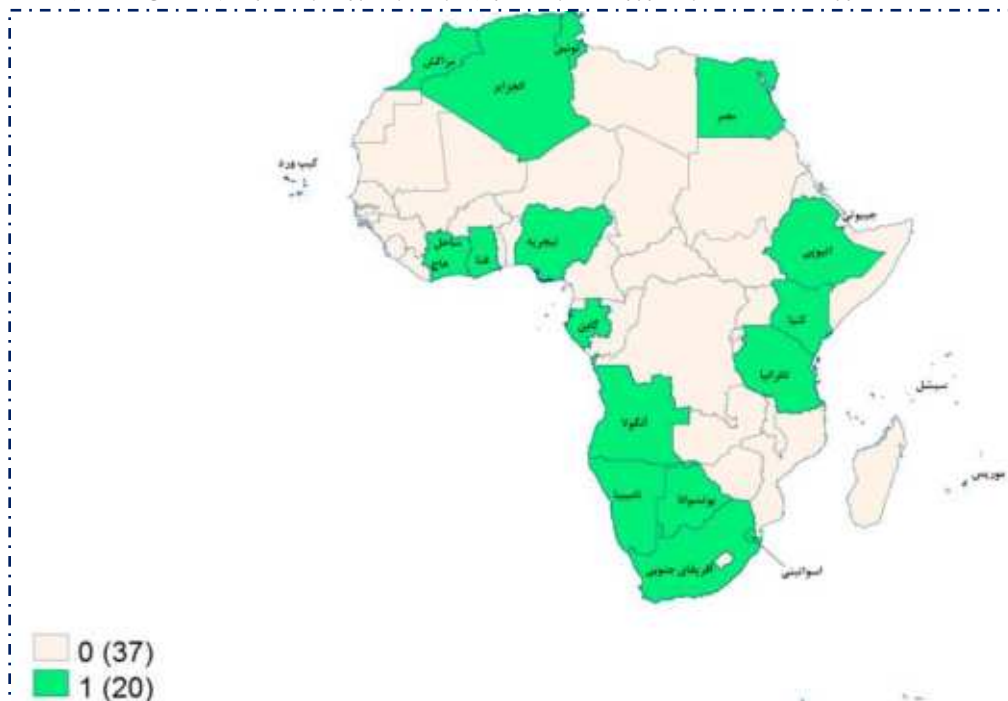 تونس
مراکش
الجزایر
مصر
کیپ ورد
جیبوتی
نیجریه
ساحل
عاج
غنا
اتیوپی
کنیا
گابن
تانزانیا
سیشل
آنگولا
موریس
نامیبیا
بوتسوانا
آفریقای جنوبی
اسواتینی
0 (37)
1 (20)